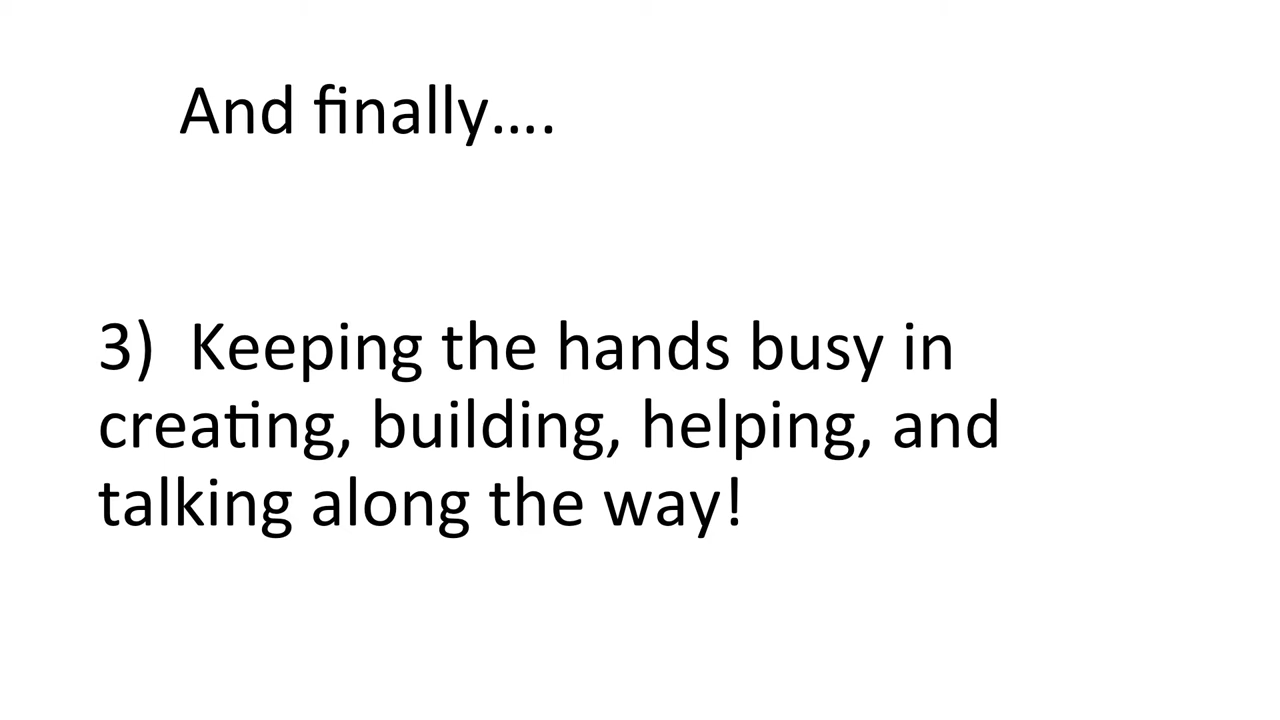 And finally….
3) Keeping the hands busy in
creating, building, helping, and
talking along the way!